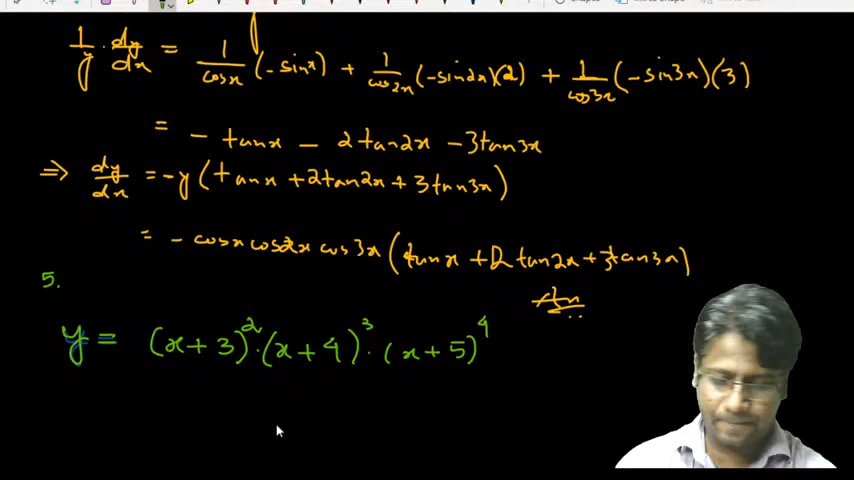 1/y · dy/dx = 1/cosx (-sinx) + 1/cos2x (-sin2x)(2) + 1/cos3x (-sin3x)(3)
= - tanx - 2tan2x - 3tan3x
⇒ dy/dx = -y (tanx + 2tan2x + 3tan3x)
= - cosx cos2x cos3x (tanx + 2tan2x + 3tan3x)
5.
y = (x+3)²·(x+4)³·(x+5)⁴